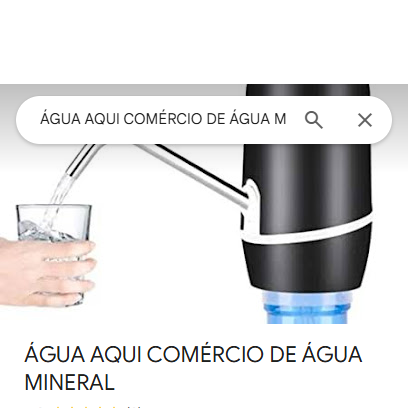 ÁGUA AQUI COMÉRCIO DE ÁGUA M
ÁGUA AQUI COMÉRCIO DE ÁGUA
MINERAL